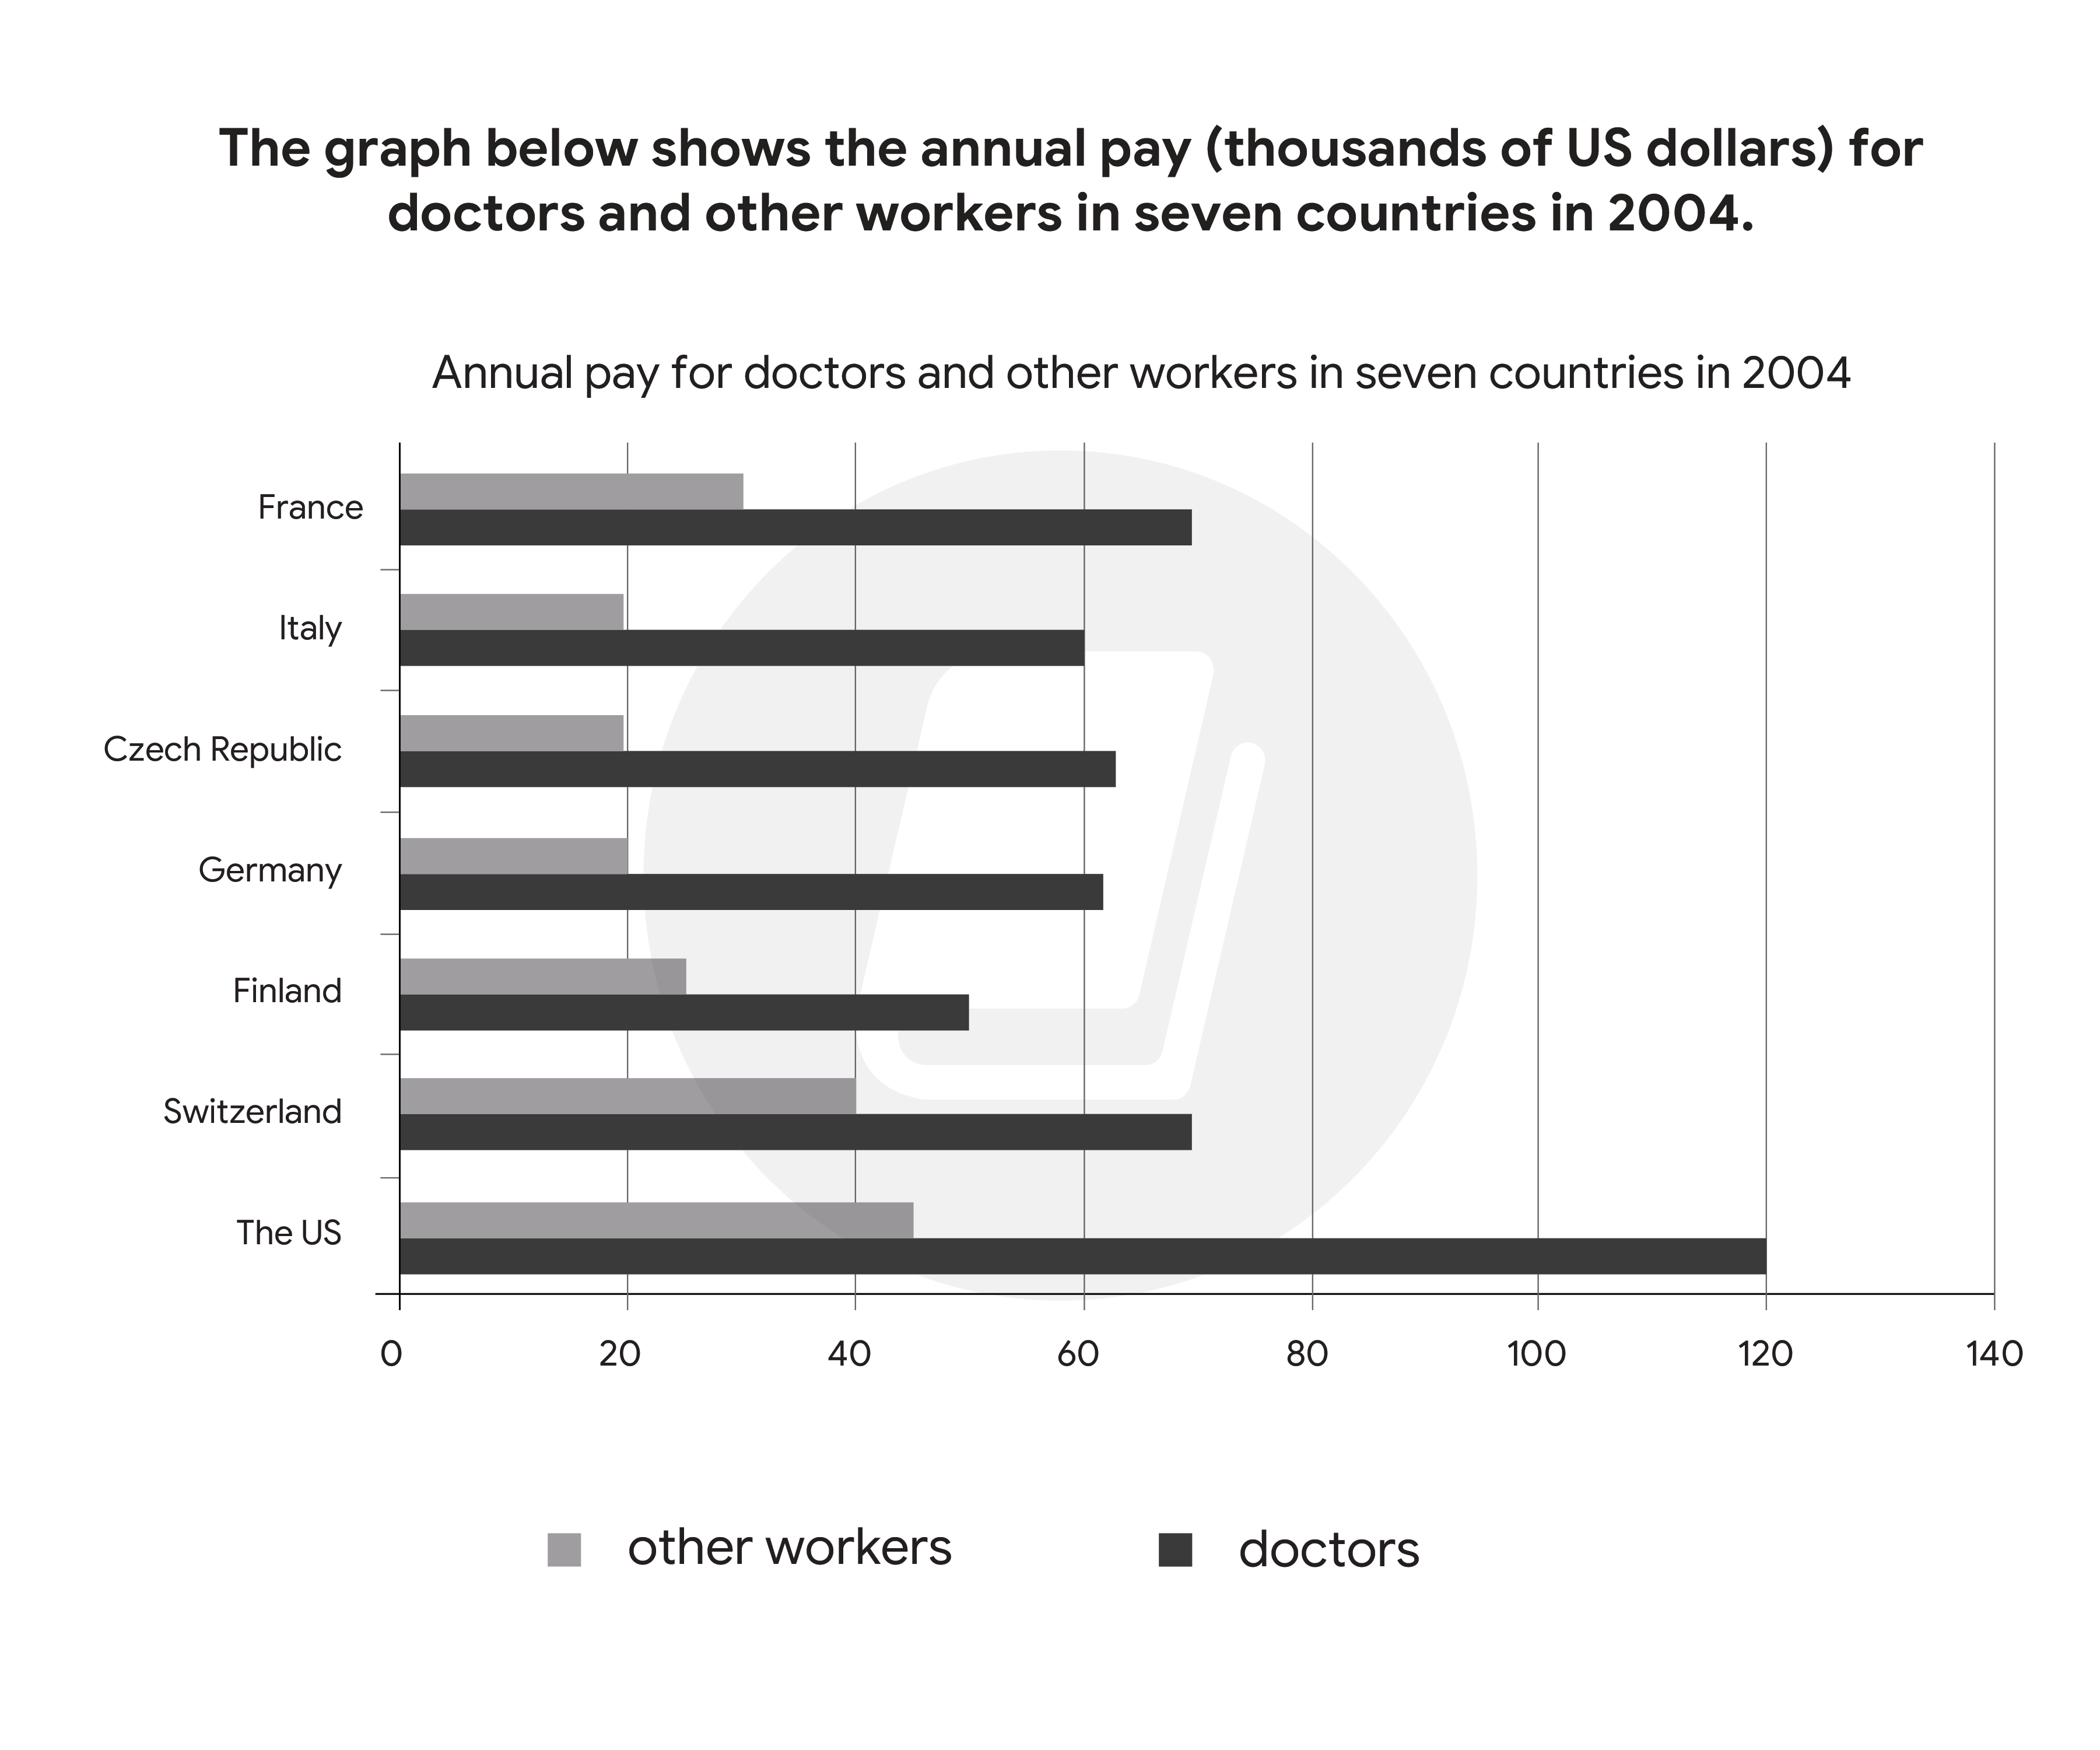 The graph below shows the annual pay (thousands of US dollars) for
doctors and other workers in seven countries in 2004.
Annual pay for doctors and other workers in seven countries in 2004
France
Italy
Czech Republic
Germany
Finland
Switzerland
The US
0 20 40 60 80 100 120 140
other workers doctors